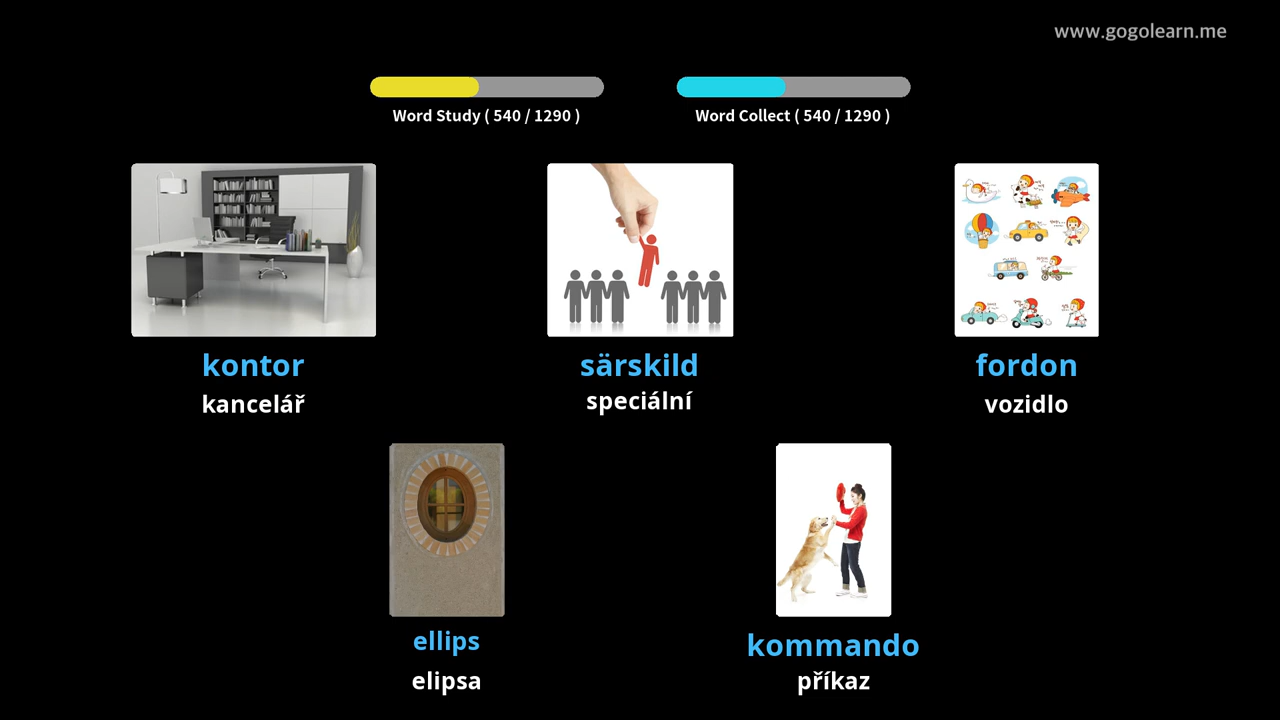 www.gogolearn.me
Word Study ( 540 / 1290 )
Word Collect ( 540 / 1290 )
kontor
kancelář
särskild
speciální
fordon
vozidlo
ellips
elipsa
kommando
příkaz